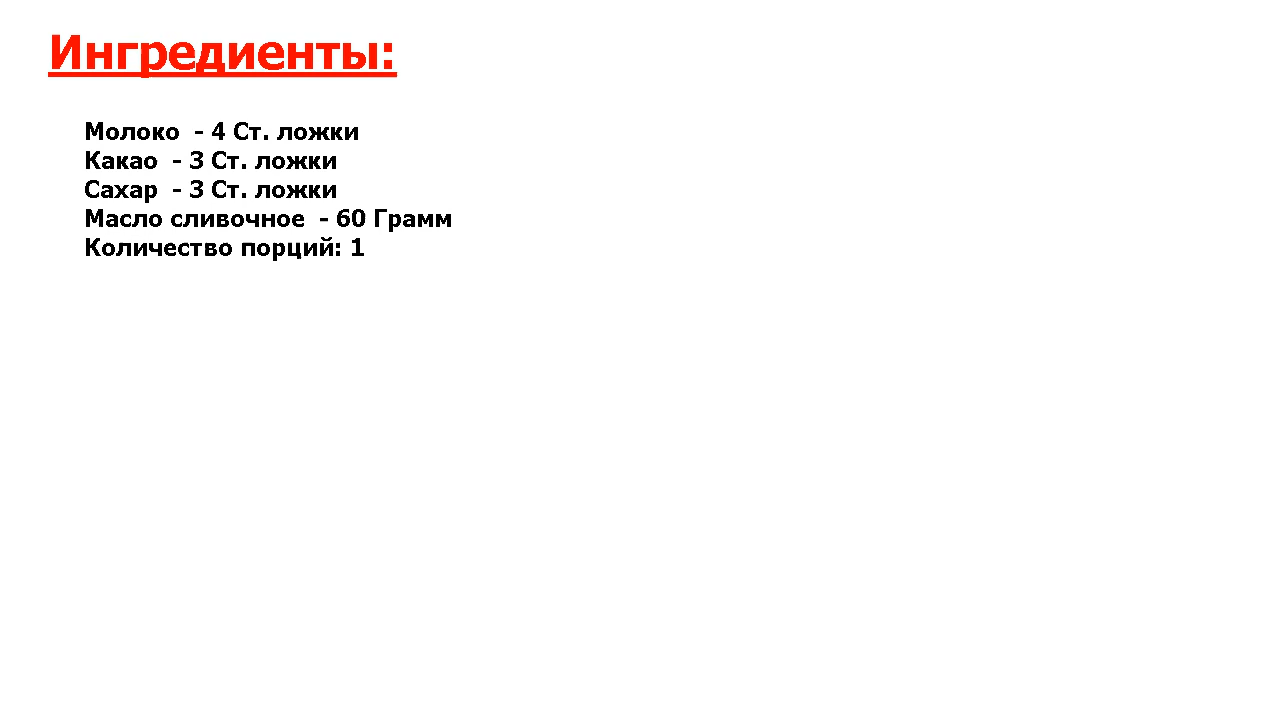 Ингредиенты:
Молоко  - 4 Ст. ложки
Какао  - 3 Ст. ложки
Сахар  - 3 Ст. ложки
Масло сливочное  - 60 Грамм
Количество порций: 1